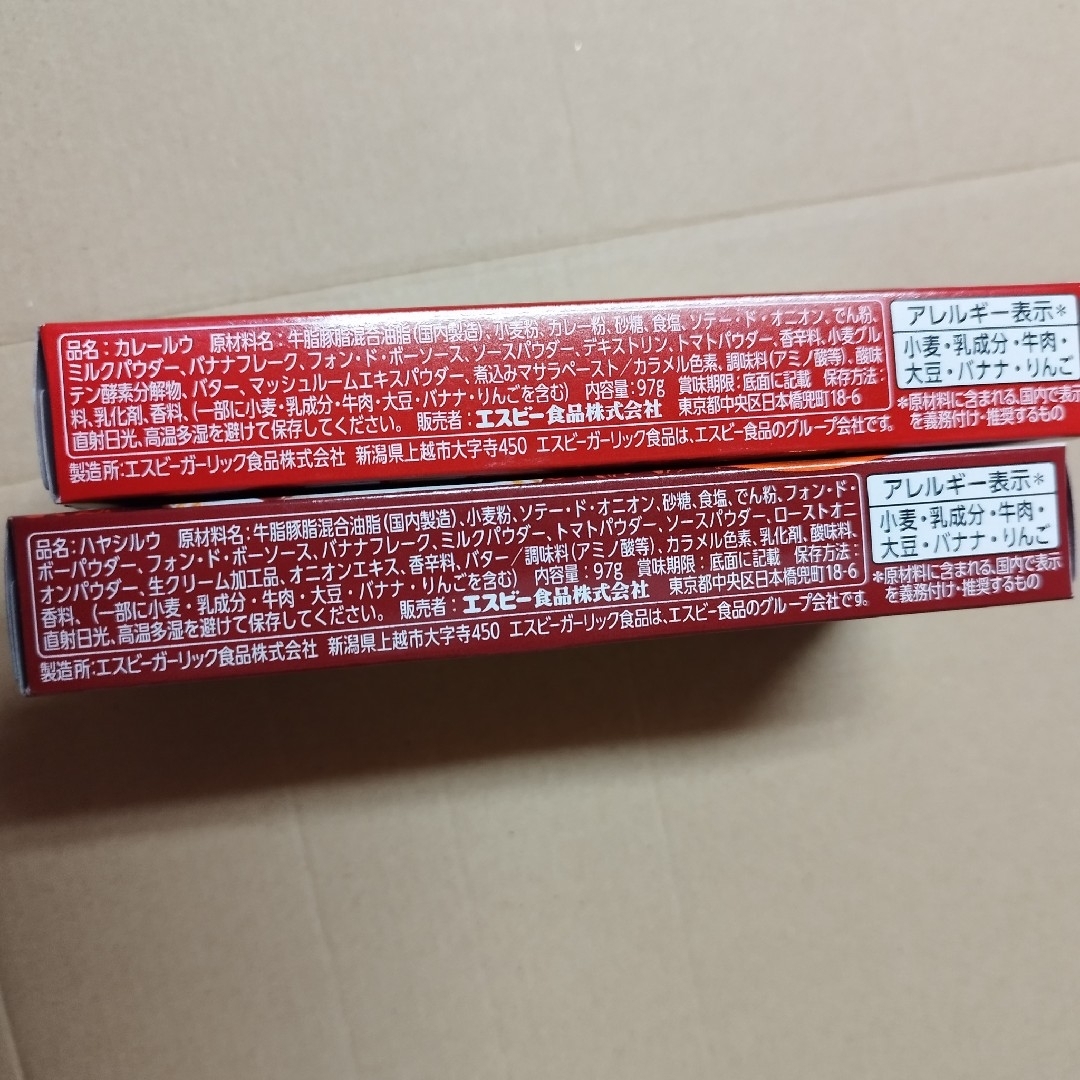 品名：カレールウ　原材料名：牛脂豚脂混合油脂(国内製造)、小麦粉、カレー粉、砂糖、食塩、ソテー・ド・オニオン、でん粉、
ミルクパウダー、バナナフレーク、フォン・ド・ボーソース、ソースパウダー、デキストリン、トマトパウダー、香辛料、小麦グル
テン酵素分解物、バター、マッシュルームエキスパウダー、煮込みマサラペースト／カラメル色素、調味料(アミノ酸等)、酸味
料、乳化剤、香料、(一部に小麦・乳成分・牛肉・大豆・バナナ・りんごを含む)　内容量：97g　賞味期限：底面に記載　保存方法：
直射日光、高温多湿を避けて保存してください。　販売者：エスビー食品株式会社　東京都中央区日本橋兜町18-6
製造所:エスビーガーリック食品株式会社 新潟県上越市大字寺450 エスビーガーリック食品は、エスビー食品のグループ会社です。
アレルギー表示*
小麦・乳成分・牛肉・
大豆・バナナ・りんご
*原材料に含まれる、国内で表示
を義務付け・推奨するもの
品名：ハヤシルウ　原材料名：牛脂豚脂混合油脂(国内製造)、小麦粉、ソテー・ド・オニオン、砂糖、食塩、でん粉、フォン・ド・
ボーパウダー、フォン・ド・ボーソース、バナナフレーク、ミルクパウダー、トマトパウダー、ソースパウダー、ローストオニ
オンパウダー、生クリーム加工品、オニオンエキス、香辛料、バター／調味料(アミノ酸等)、カラメル色素、乳化剤、酸味料、
香料、(一部に小麦・乳成分・牛肉・大豆・バナナ・りんごを含む)　内容量：97g　賞味期限：底面に記載　保存方法：
直射日光、高温多湿を避けて保存してください。　販売者：エスビー食品株式会社　東京都中央区日本橋兜町18-6
製造所:エスビーガーリック食品株式会社 新潟県上越市大字寺450 エスビーガーリック食品は、エスビー食品のグループ会社です。
アレルギー表示*
小麦・乳成分・牛肉・
大豆・バナナ・りんご
*原材料に含まれる、国内で表示
を義務付け・推奨するもの